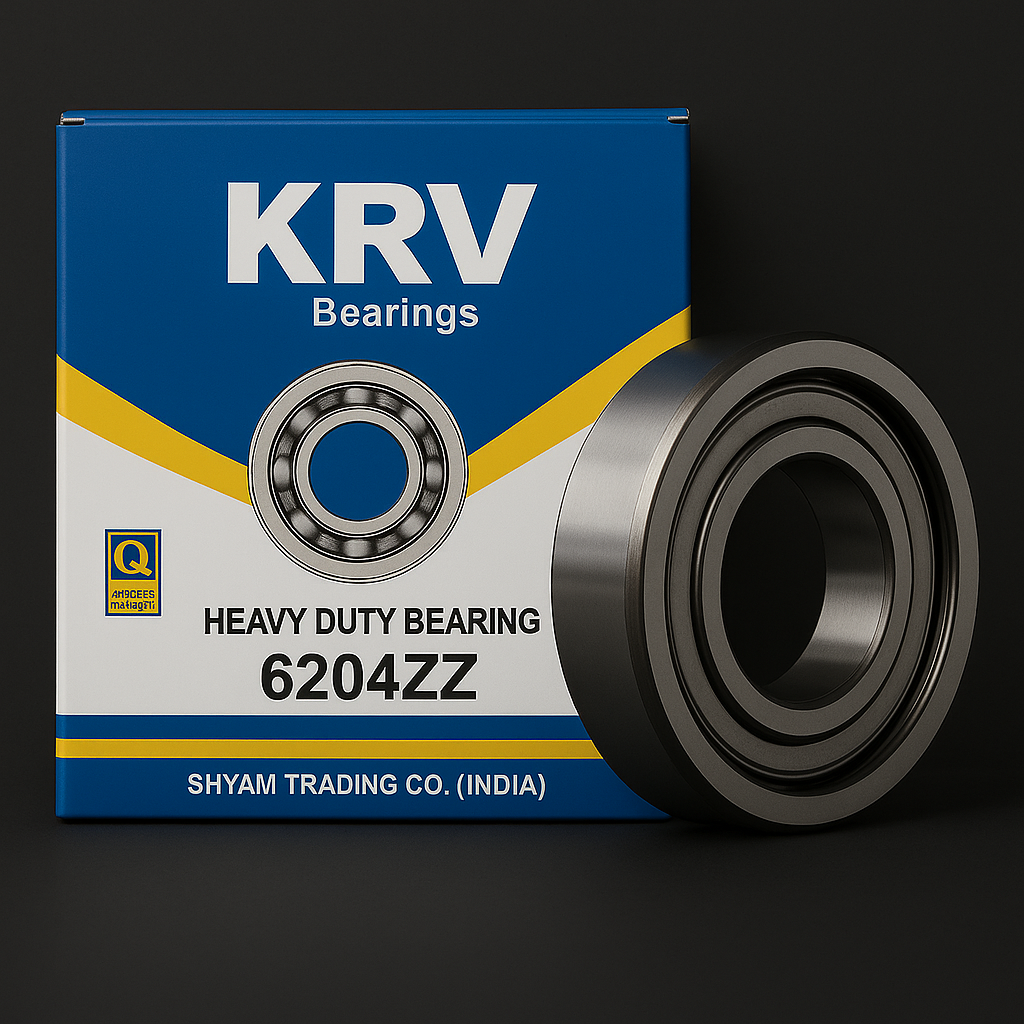 KRV
Bearings
Q
HEAVY DUTY BEARING
6204ZZ
SHYAM TRADING CO. (INDIA)